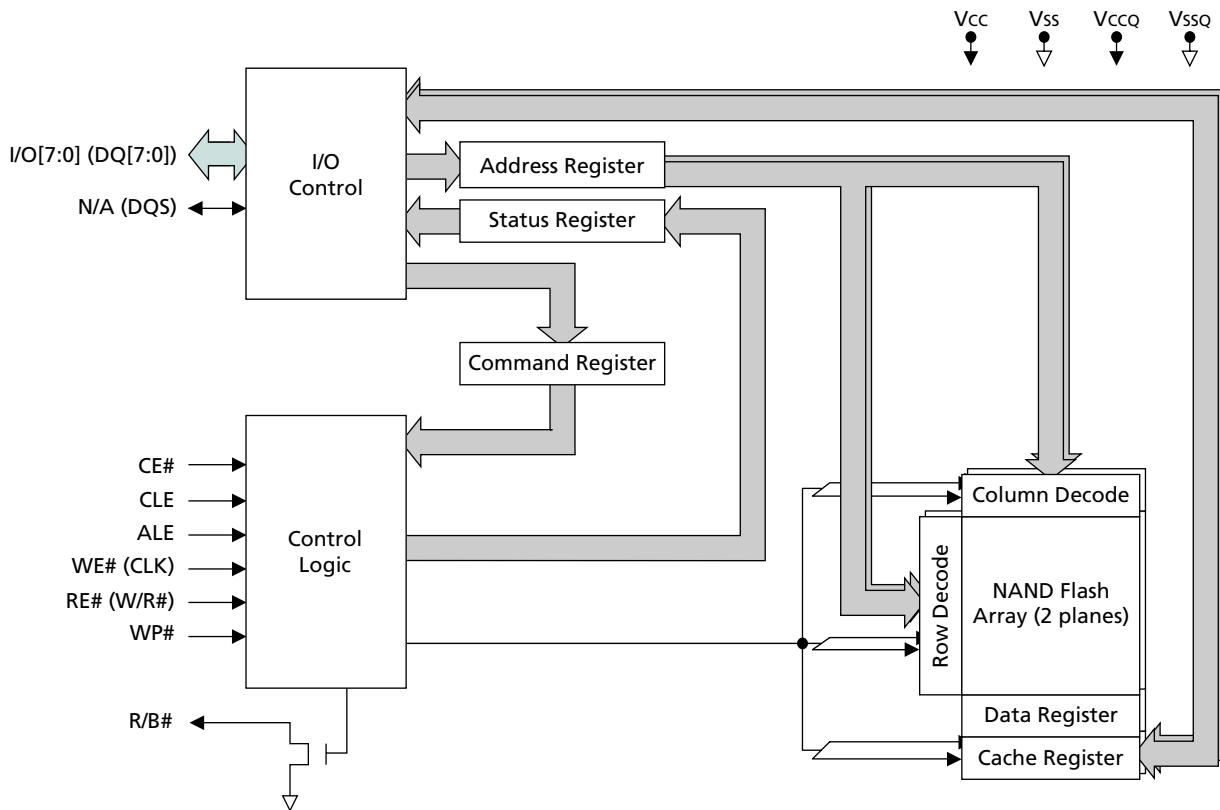 Vcc Vss VccQ VssQ
I/O[7:0] (DQ[7:0])
N/A (DQS)
I/O
Control
Address Register
Status Register
Command Register
CE#
CLE
ALE
WE# (CLK)
RE# (W/R#)
WP#
R/B#
Control
Logic
Column Decode
Row Decode
NAND Flash
Array (2 planes)
Data Register
Cache Register